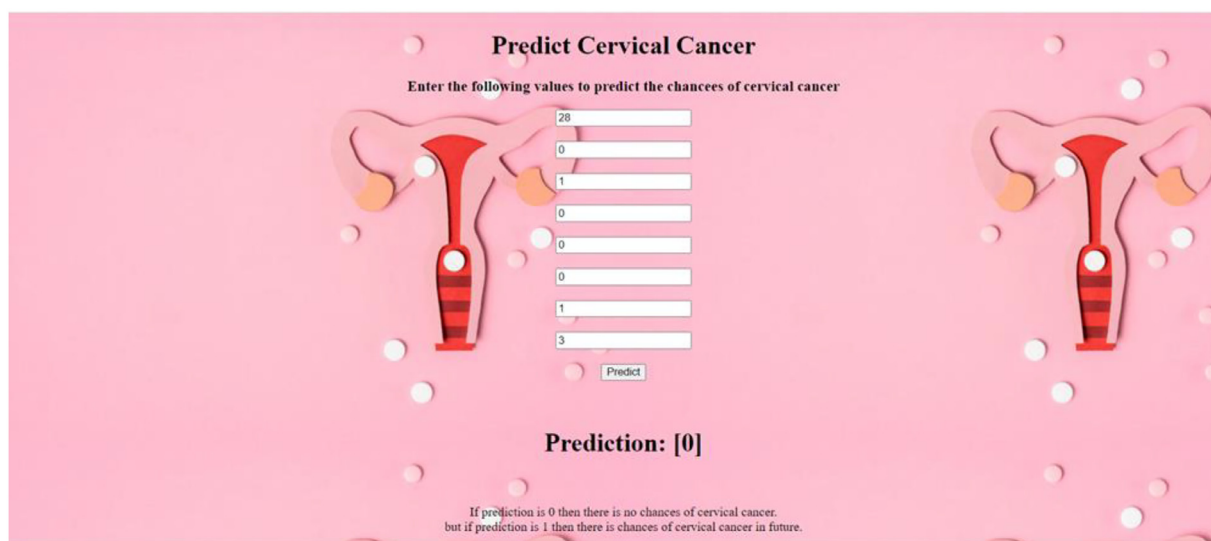 Predict Cervical Cancer
Enter the following values to predict the chancees of cervical cancer
28
0
1
0
0
0
1
3
Predict
Prediction: [0]
If prediction is 0 then there is no chances of cervical cancer.
but if prediction is 1 then there is chances of cervical cancer in future.